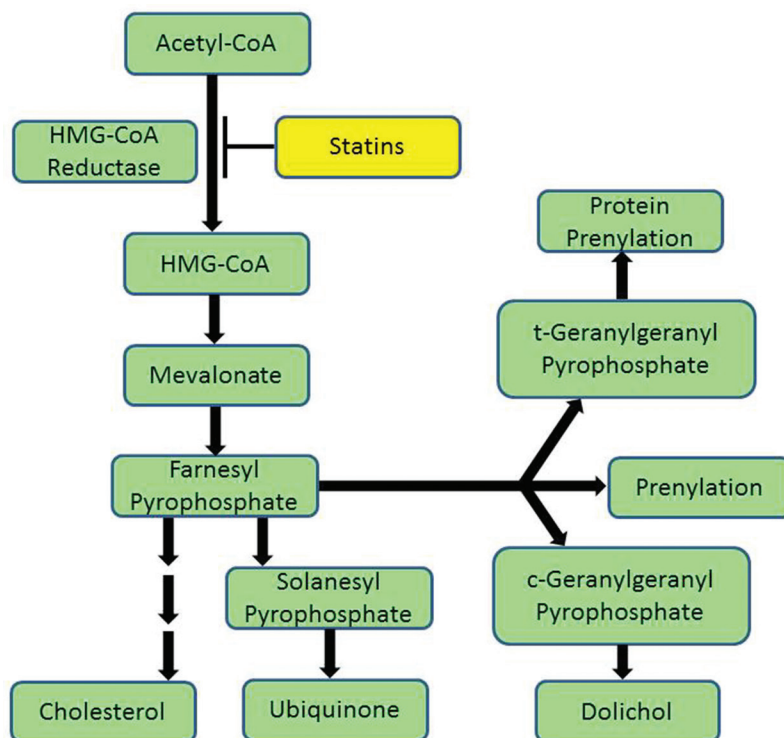 Acetyl-CoA
HMG-CoA
Reductase
Statins
HMG-CoA
Mevalonate
Farnesyl
Pyrophosphate
Solanesyl
Pyrophosphate
Cholesterol
Ubiquinone
Protein
Prenylation
t-Geranylgeranyl
Pyrophosphate
Prenylation
c-Geranylgeranyl
Pyrophosphate
Dolichol